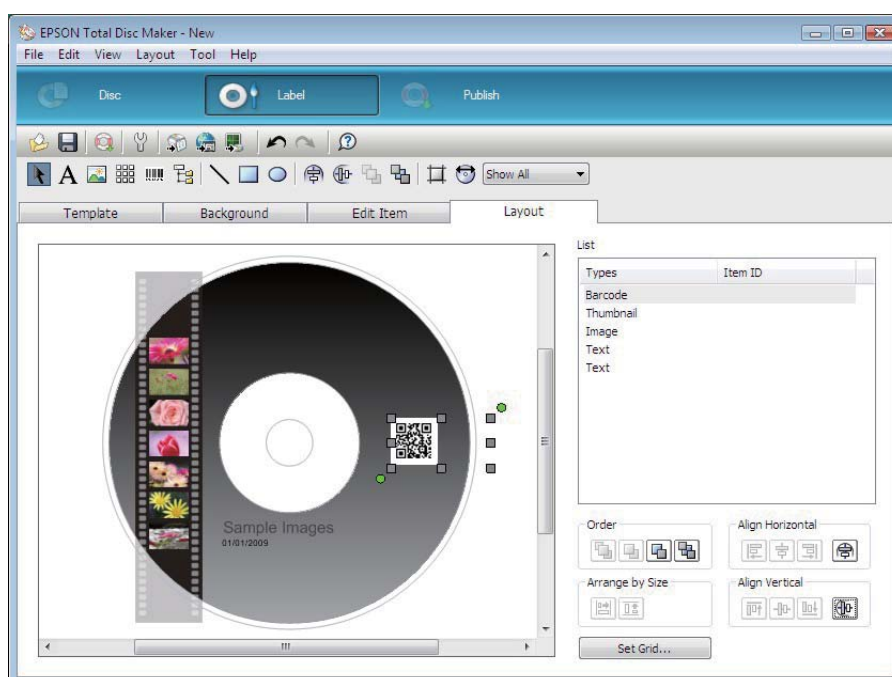 EPSON Total Disc Maker - New
File Edit View Layout Tool Help
Disc Label Publish
A Show All
Template Background Edit Item Layout
List
Types Item ID
Barcode
Thumbnail
Image
Text
Text
Sample Images
01/01/2009
Order Align Horizontal
Arrange by Size Align Vertical
Set Grid...